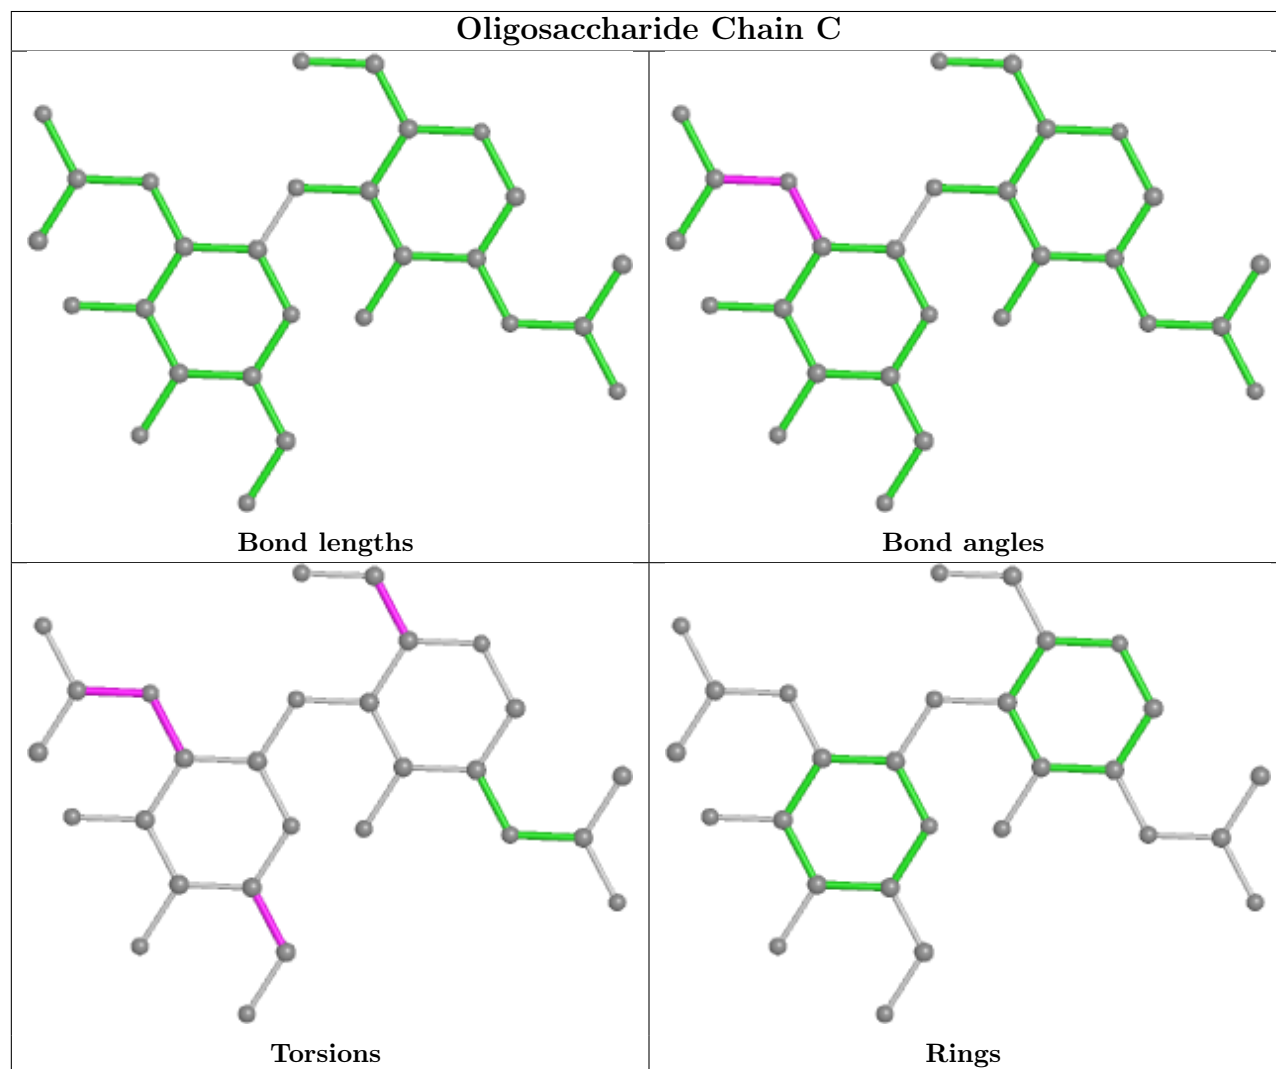 Oligosaccharide Chain C
Bond lengths
Bond angles
Torsions
Rings